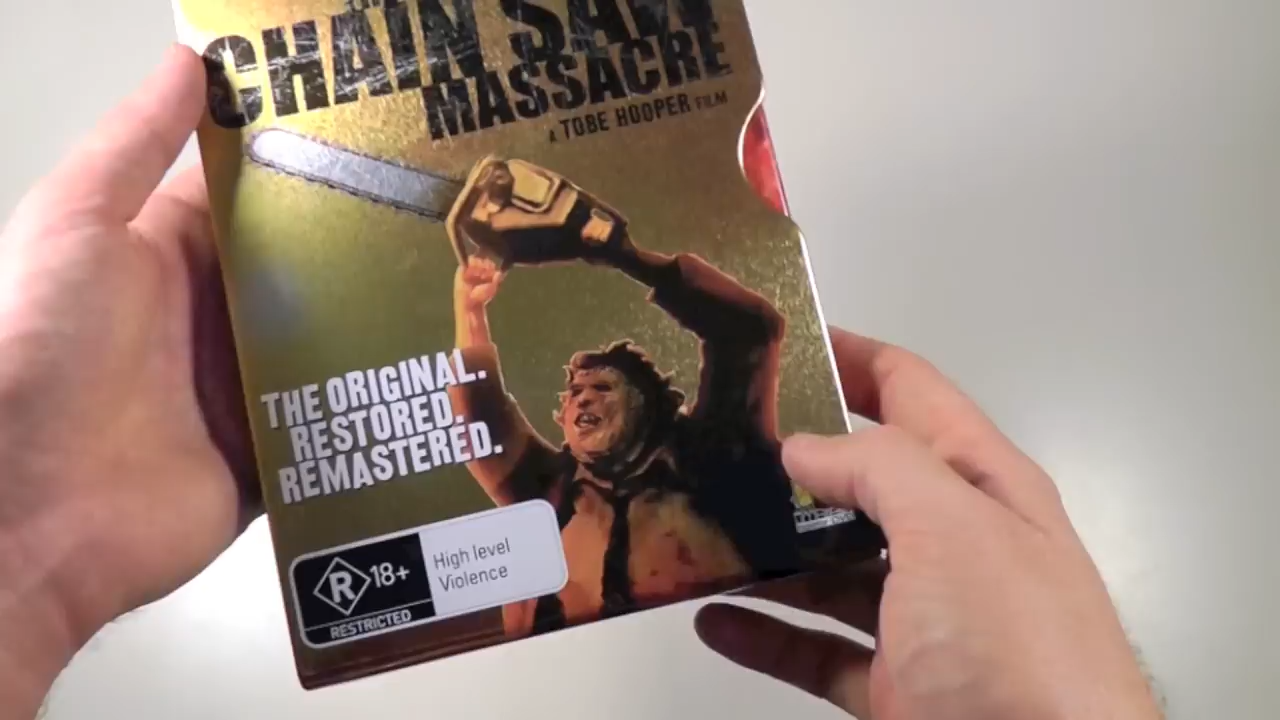 CHAIN SAW
MASSACRE
A TOBE HOOPER FILM
THE ORIGINAL.
RESTORED.
REMASTERED.
R 18+
RESTRICTED
High level
Violence